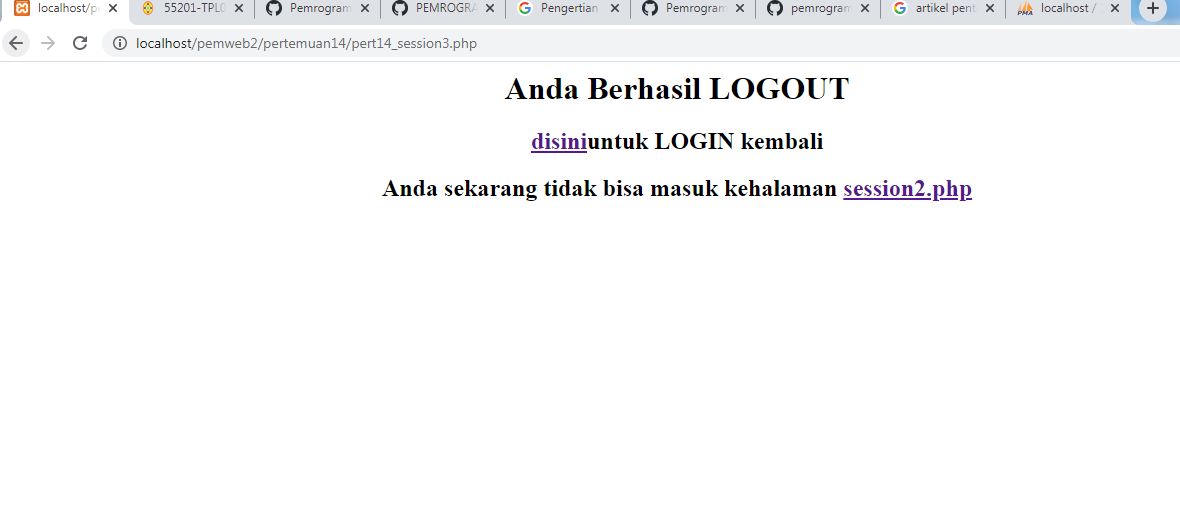 localhost/p
55201-TPL0
Pemrogram
PEMROGRA
Pengertian
Pemrogram
pemrogram
artikel pent
PMA
localhost /
localhost/pemweb2/pertemuan14/pert14_session3.php
Anda Berhasil LOGOUT
disiniuntuk LOGIN kembali
Anda sekarang tidak bisa masuk kehalaman session2.php